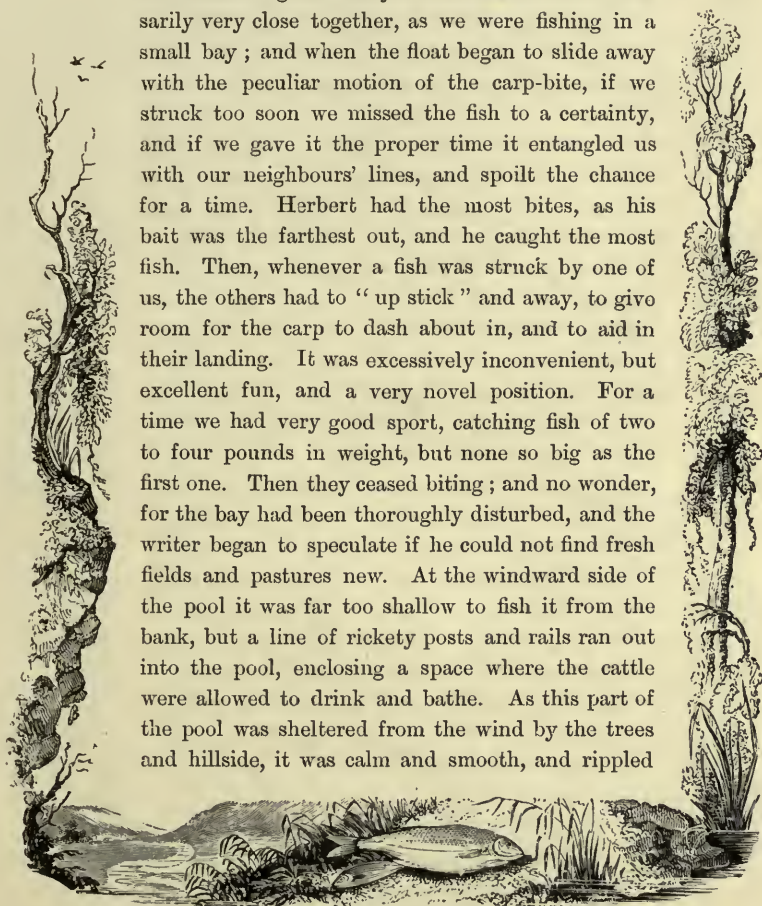 sarily very close together, as we were fishing in a
small bay ; and when the float began to slide away
with the peculiar motion of the carp-bite, if we
struck too soon we missed the fish to a certainty,
and if we gave it the proper time it entangled us
with our neighbours' lines, and spoilt the chance
for a time. Herbert had the most bites, as his
bait was the farthest out, and he caught the most
fish. Then, whenever a fish was struck by one of
us, the others had to “ up stick ” and away, to give
room for the carp to dash about in, and to aid in
their landing. It was excessively inconvenient, but
excellent fun, and a very novel position. For a
time we had very good sport, catching fish of two
to four pounds in weight, but none so big as the
first one. Then they ceased biting ; and no wonder,
for the bay had been thoroughly disturbed, and the
writer began to speculate if he could not find fresh
fields and pastures new. At the windward side of
the pool it was far too shallow to fish it from the
bank, but a line of rickety posts and rails ran out
into the pool, enclosing a space where the cattle
were allowed to drink and bathe. As this part of
the pool was sheltered from the wind by the trees
and hillside, it was calm and smooth, and rippled